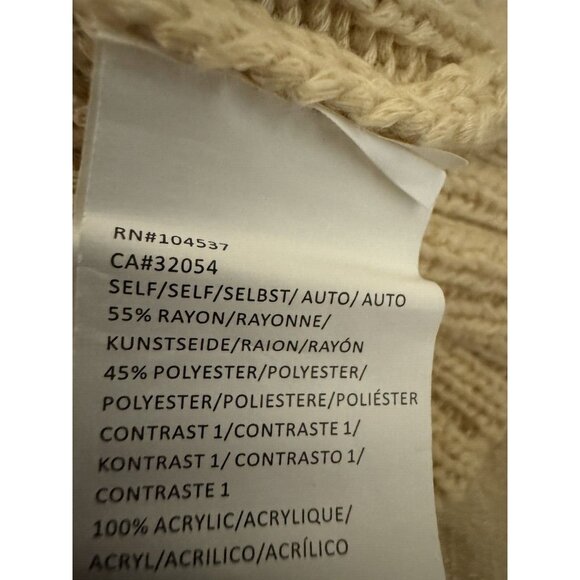 RN#104537
CA#32054
SELF/SELF/SELBST/ AUTO/ AUTO
55% RAYON/RAYONNE/
KUNSTSEIDE/RAION/RAYÓN
45% POLYESTER/POLYESTER/
POLYESTER/POLIESTERE/POLIÉSTER
CONTRAST 1/CONTRASTE 1/
KONTRAST 1/ CONTRASTO 1/
CONTRASTE 1
100% ACRYLIC/ACRYLIQUE/
ACRYL/ACRILICO/ACRÍLICO